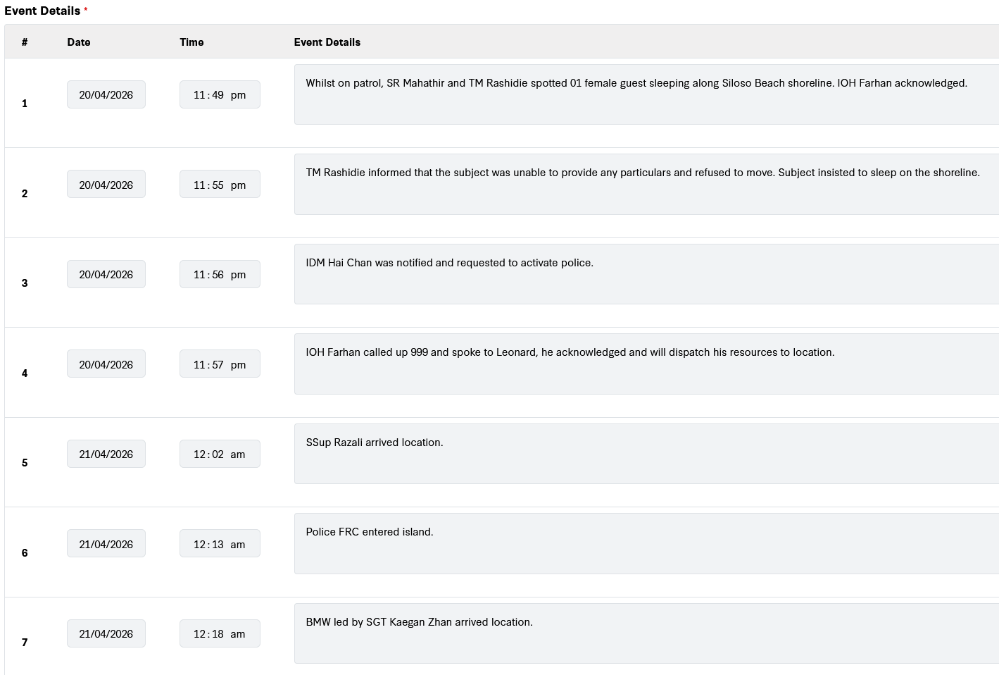 Event Details *
# Date Time Event Details
1 20/04/2026 11:49 pm Whilst on patrol, SR Mahathir and TM Rashidie spotted 01 female guest sleeping along Siloso Beach shoreline. IOH Farhan acknowledged.
2 20/04/2026 11:55 pm TM Rashidie informed that the subject was unable to provide any particulars and refused to move. Subject insisted to sleep on the shoreline.
3 20/04/2026 11:56 pm IDM Hai Chan was notified and requested to activate police.
4 20/04/2026 11:57 pm IOH Farhan called up 999 and spoke to Leonard, he acknowledged and will dispatch his resources to location.
5 21/04/2026 12:02 am SSup Razali arrived location.
6 21/04/2026 12:13 am Police FRC entered island.
7 21/04/2026 12:18 am BMW led by SGT Kaegan Zhan arrived location.